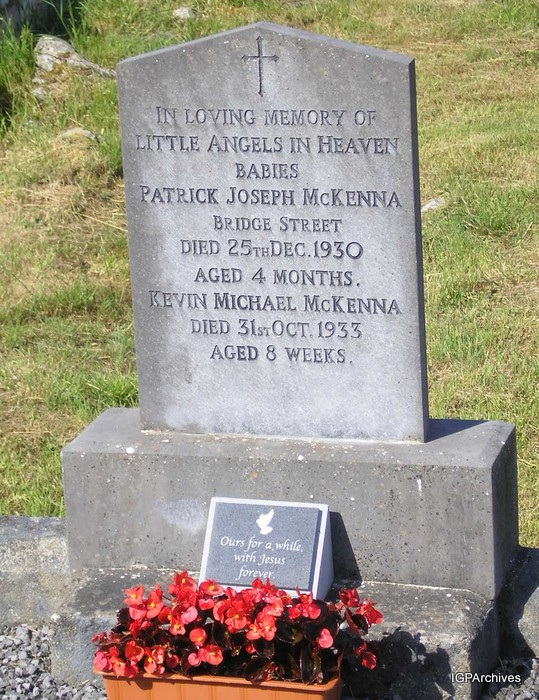 In loving memory of
Little Angels in Heaven
Babies
Patrick Joseph McKenna
Bridge Street
died 25th Dec. 1930
aged 4 months.
Kevin Michael McKenna
died 31st Oct. 1933
aged 8 weeks.
Ours for a while,
with Jesus
forever.
IGPArchives